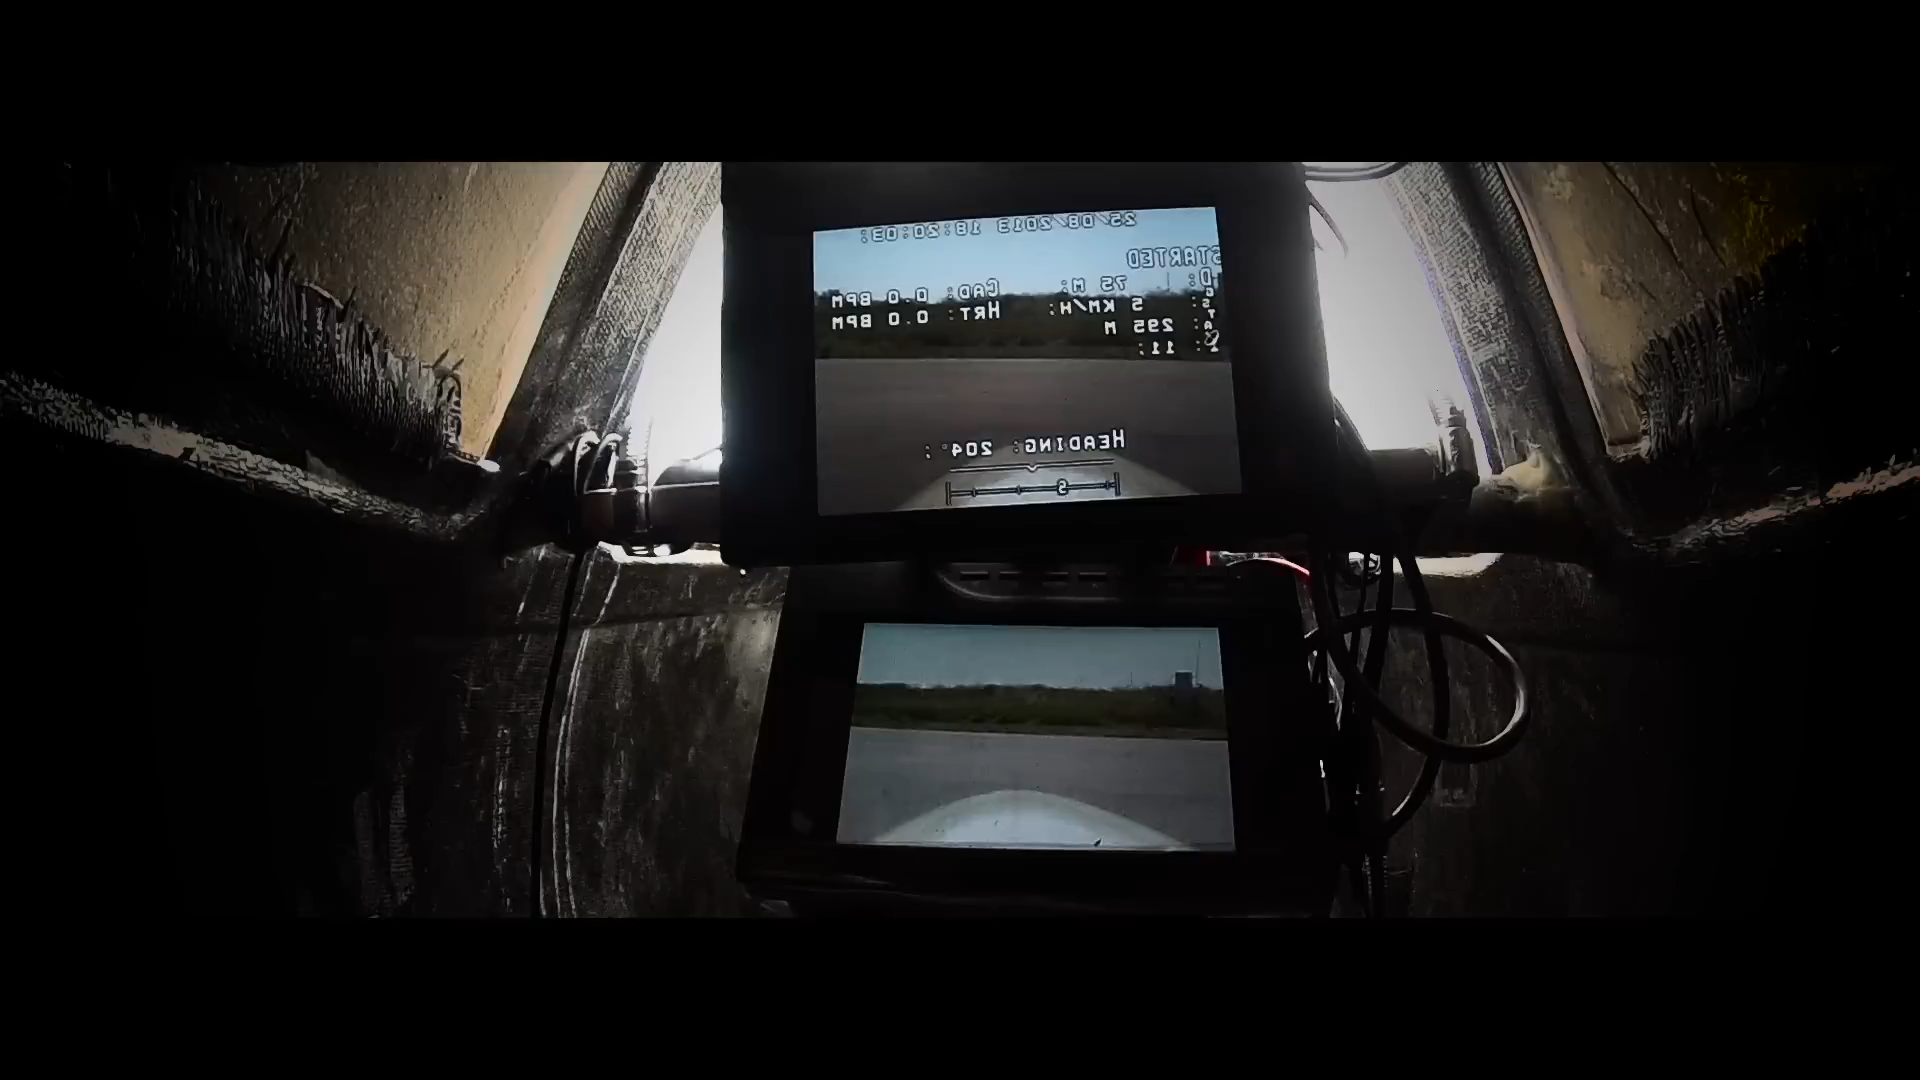 25/08/2013 18:20:03:
STARTED
D: 75 M: CAD: 0.0 BPM
5 KM/H: HRT: 0.0 BPM
: 295 M
: 11:
HEADING: 204°:
S